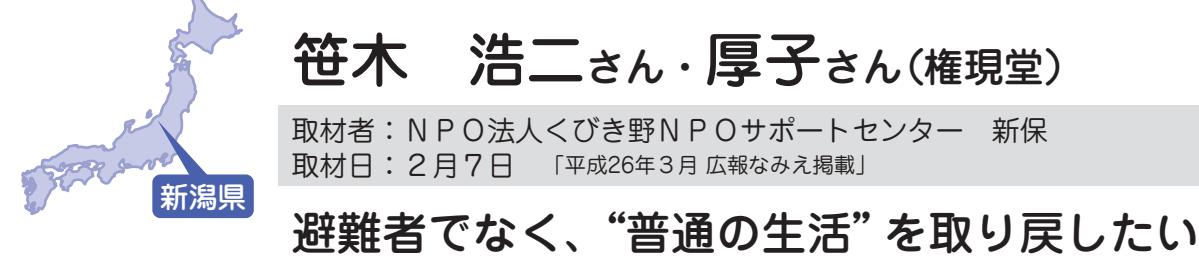 笹木　浩二さん・厚子さん（権現堂）
取材者：ＮＰＯ法人くびき野ＮＰＯサポートセンター　新保
取材日：２月７日　「平成26年３月 広報なみえ掲載」
新潟県
避難者でなく、“普通の生活”を取り戻したい